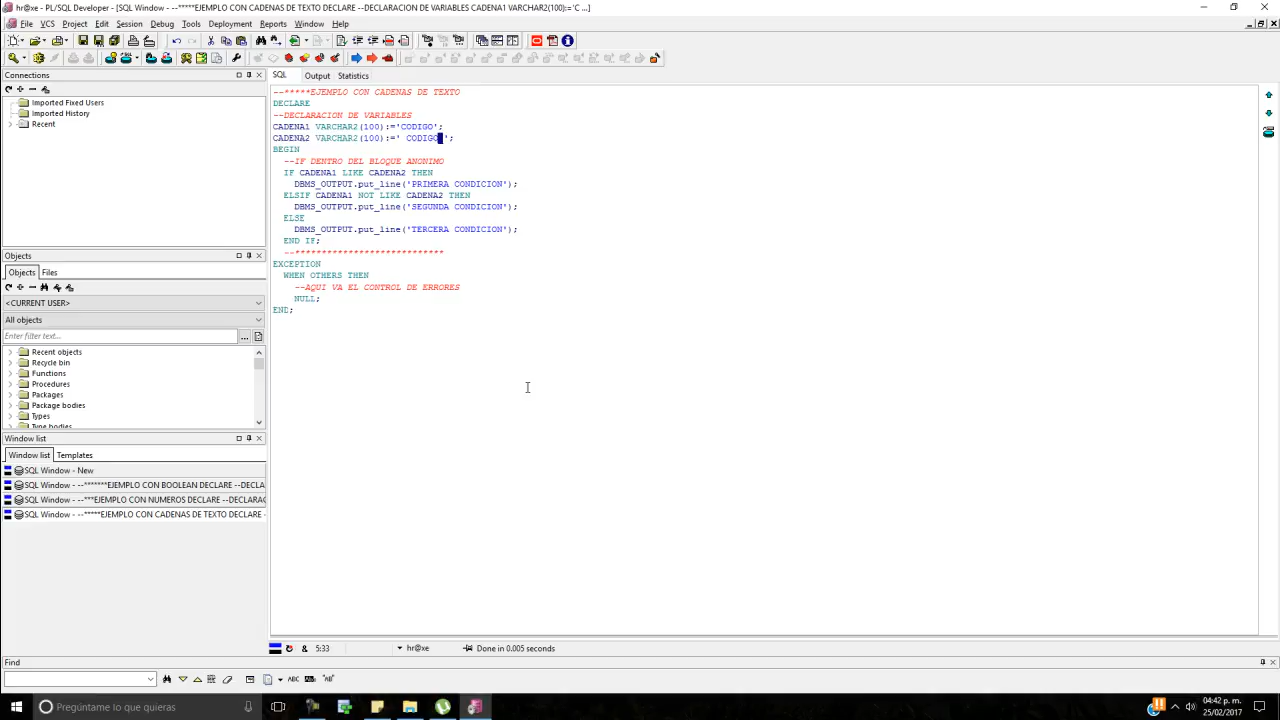 hr@xe - PL/SQL Developer - [SQL Window - --*****EJEMPLO CON CADENAS DE TEXTO DECLARE --DECLARACION DE VARIABLES CADENA1 VARCHAR2(100):= 'C ...]
File VCS Project Edit Session Debug Tools Deployment Reports Window Help
Connections
Imported Fixed Users
Imported History
Recent
Objects
Objects Files
<CURRENT USER>
All objects
Enter filter text...
Recent objects
Recycle bin
Functions
Procedures
Packages
Package bodies
Types
Type bodies
Window list
Window list Templates
SQL Window - New
SQL Window - --*******EJEMPLO CON BOOLEAN DECLARE --DECLA
SQL Window - --***EJEMPLO CON NUMEROS DECLARE --DECLARAC
SQL Window - --*****EJEMPLO CON CADENAS DE TEXTO DECLARE -
SQL Output Statistics
--*****EJEMPLO CON CADENAS DE TEXTO
DECLARE
--DECLARACION DE VARIABLES
CADENA1 VARCHAR2(100):='CODIGO';
CADENA2 VARCHAR2(100):=' CODIGO ';
BEGIN
--IF DENTRO DEL BLOQUE ANONIMO
IF CADENA1 LIKE CADENA2 THEN
DBMS_OUTPUT.put_line('PRIMERA CONDICION');
ELSIF CADENA1 NOT LIKE CADENA2 THEN
DBMS_OUTPUT.put_line('SEGUNDA CONDICION');
ELSE
DBMS_OUTPUT.put_line('TERCERA CONDICION');
END IF;
--****************************
EXCEPTION
WHEN OTHERS THEN
--AQUI VA EL CONTROL DE ERRORES
NULL;
END;
& 5:33 hr@xe Done in 0.005 seconds
Find
ABC "AB"
Pregúntame lo que quieras
04:42 p. m.
25/02/2017